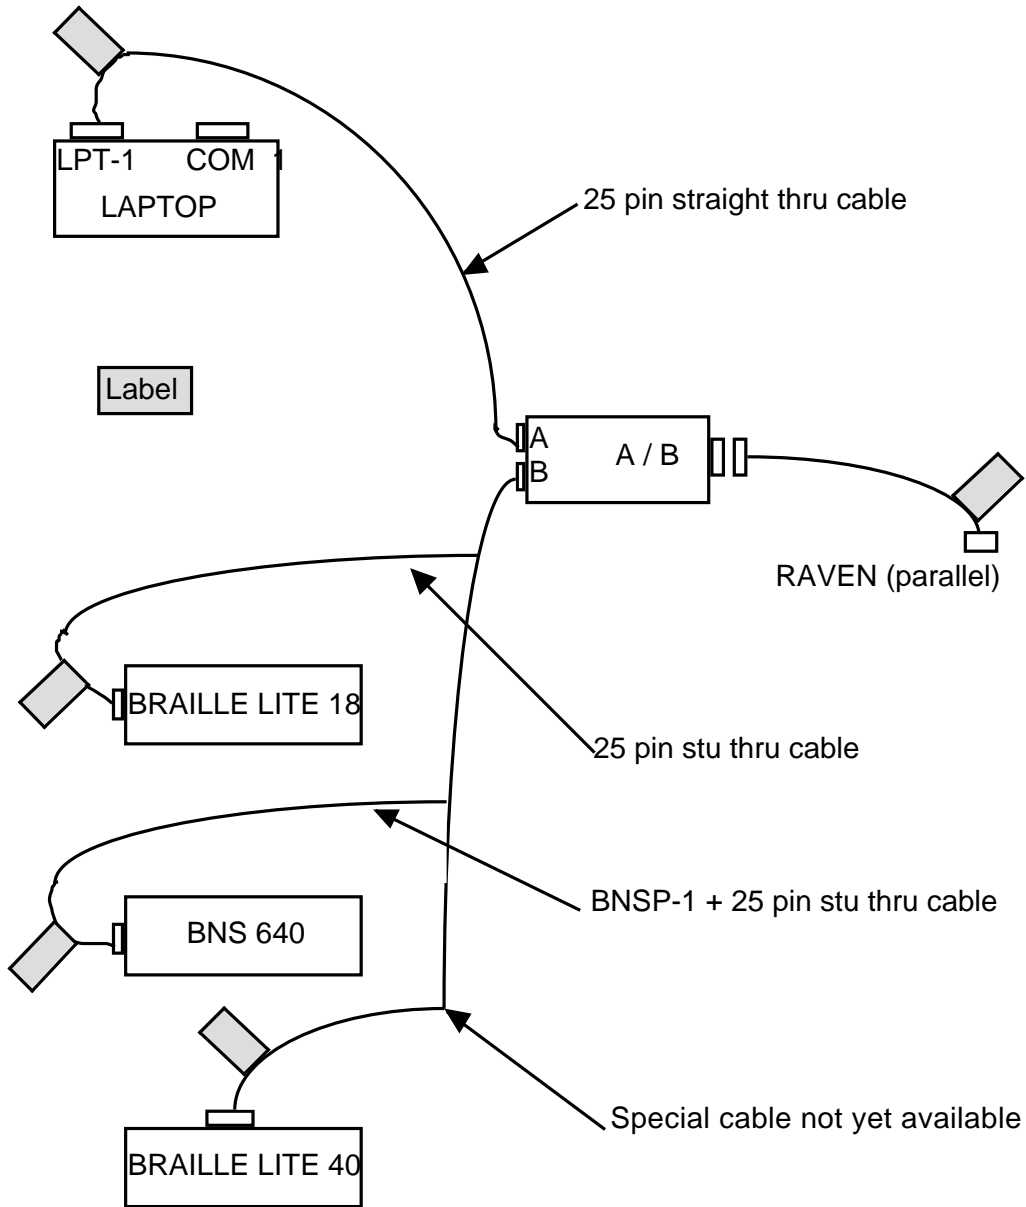 LPT-1 COM 1
LAPTOP
25 pin straight thru cable
Label
A
B
A / B
RAVEN (parallel)
BRAILLE LITE 18
25 pin stu thru cable
BNSP-1 + 25 pin stu thru cable
BNS 640
Special cable not yet available
BRAILLE LITE 40